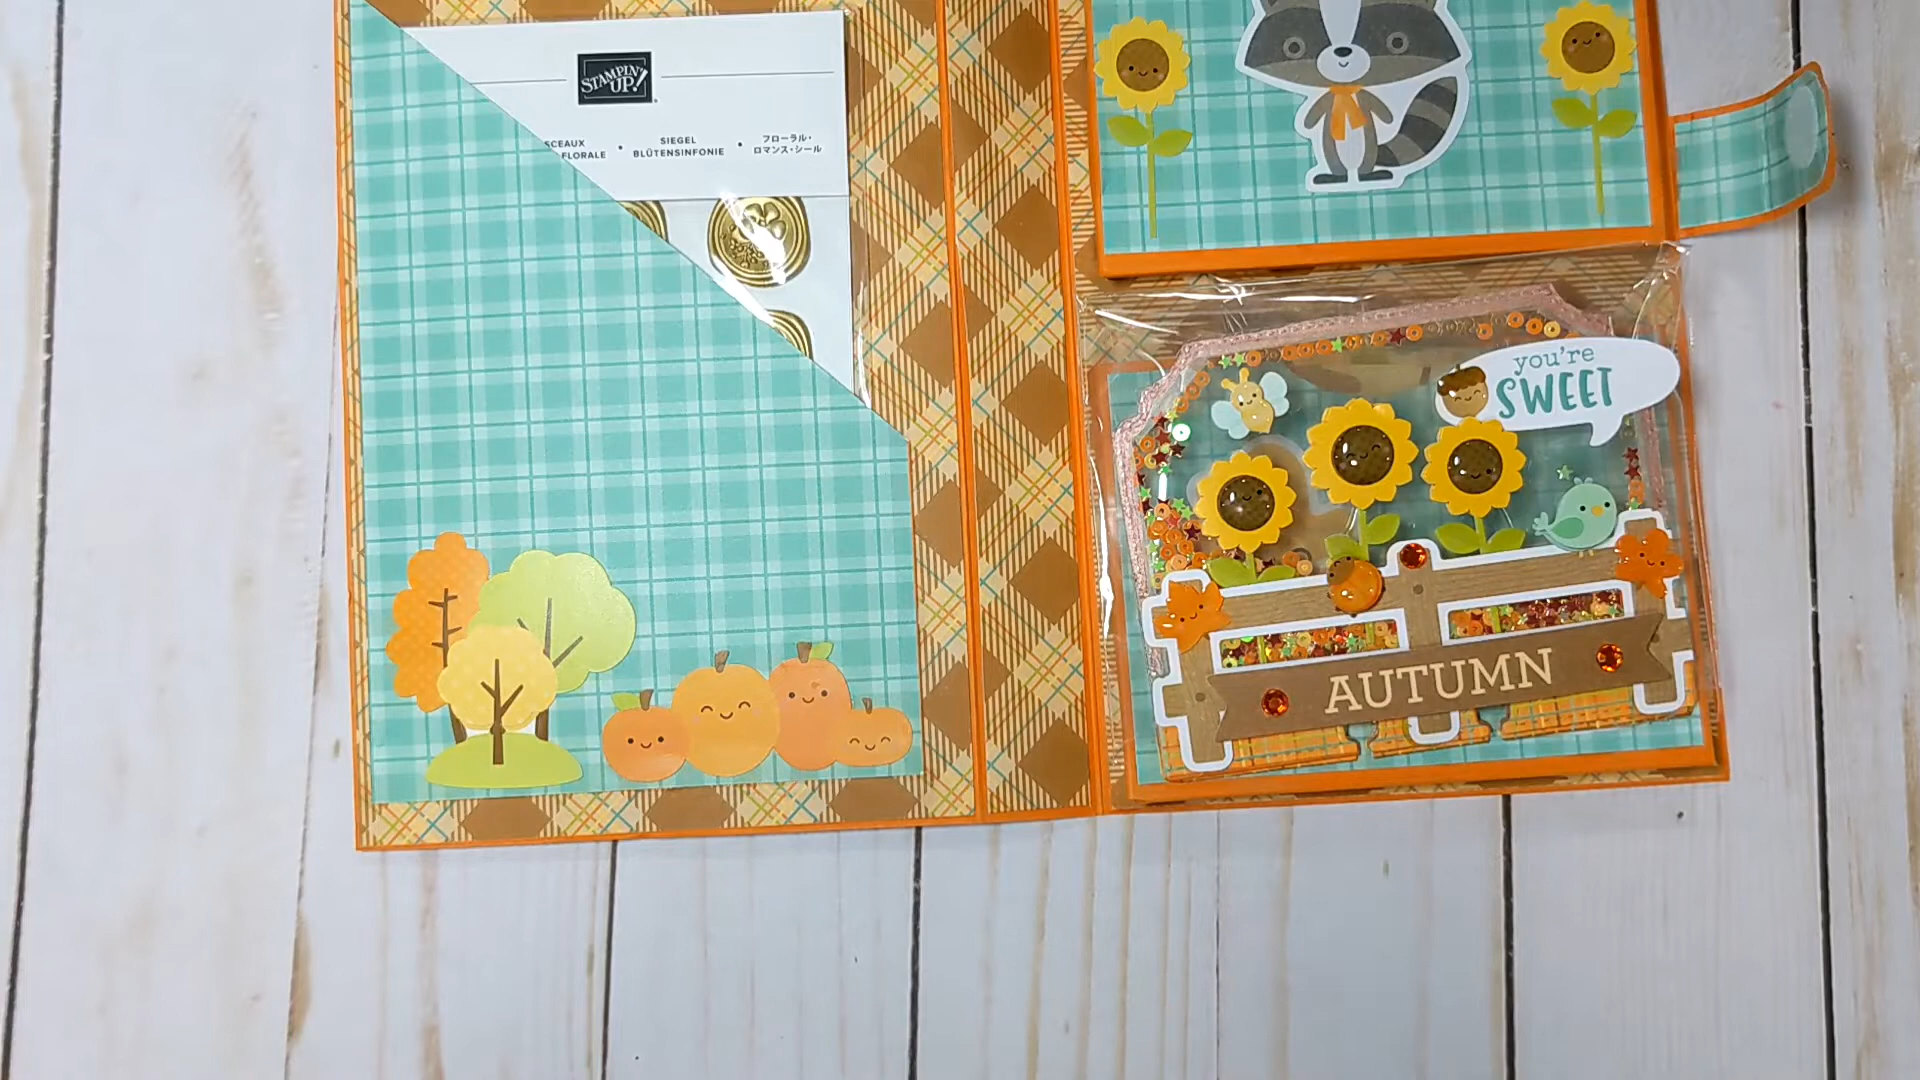 STAMPIN' UP!
SCEAUX
FLORALE
•
SIEGEL
BLÜTENSINFONIE
•
フローラル・
ロマンス・シール
you're
SWEET
AUTUMN